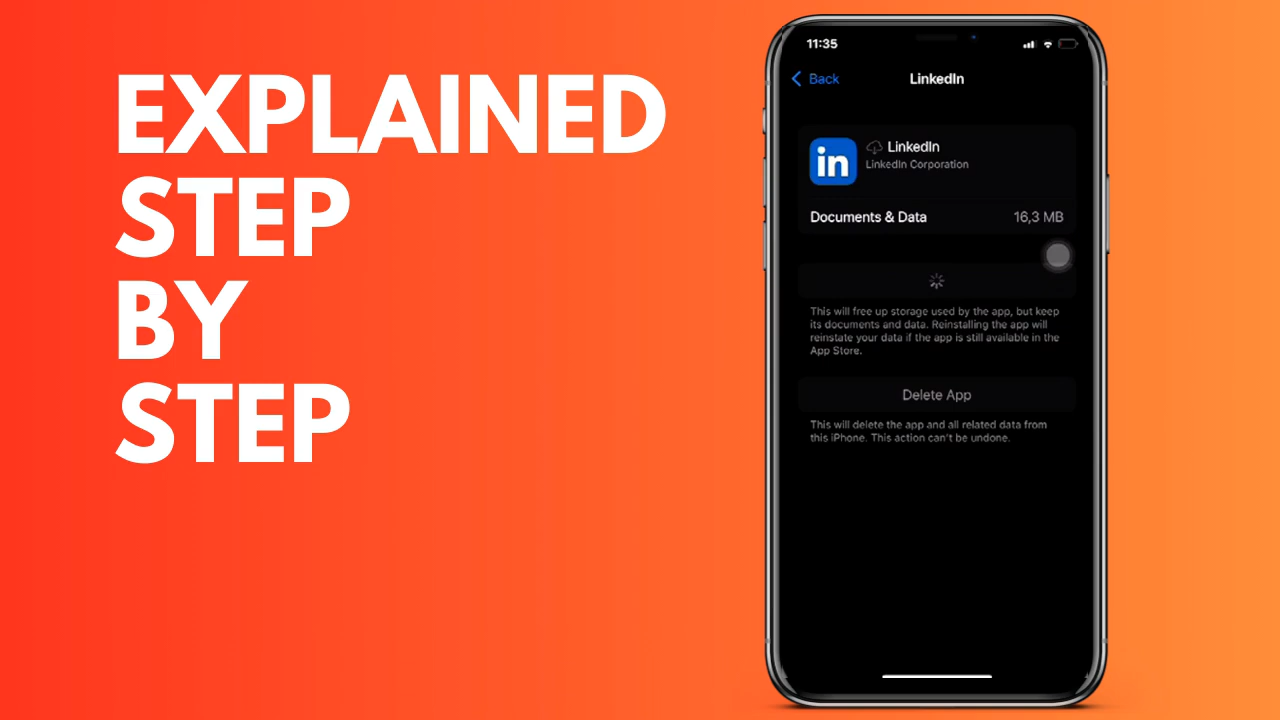 EXPLAINED
STEP
BY
STEP
11:35
Back
LinkedIn
in
LinkedIn
LinkedIn Corporation
Documents & Data 16,3 MB
This will free up storage used by the app, but keep
its documents and data. Reinstalling the app will
reinstate your data if the app is still available in the
App Store.
Delete App
This will delete the app and all related data from
this iPhone. This action can't be undone.